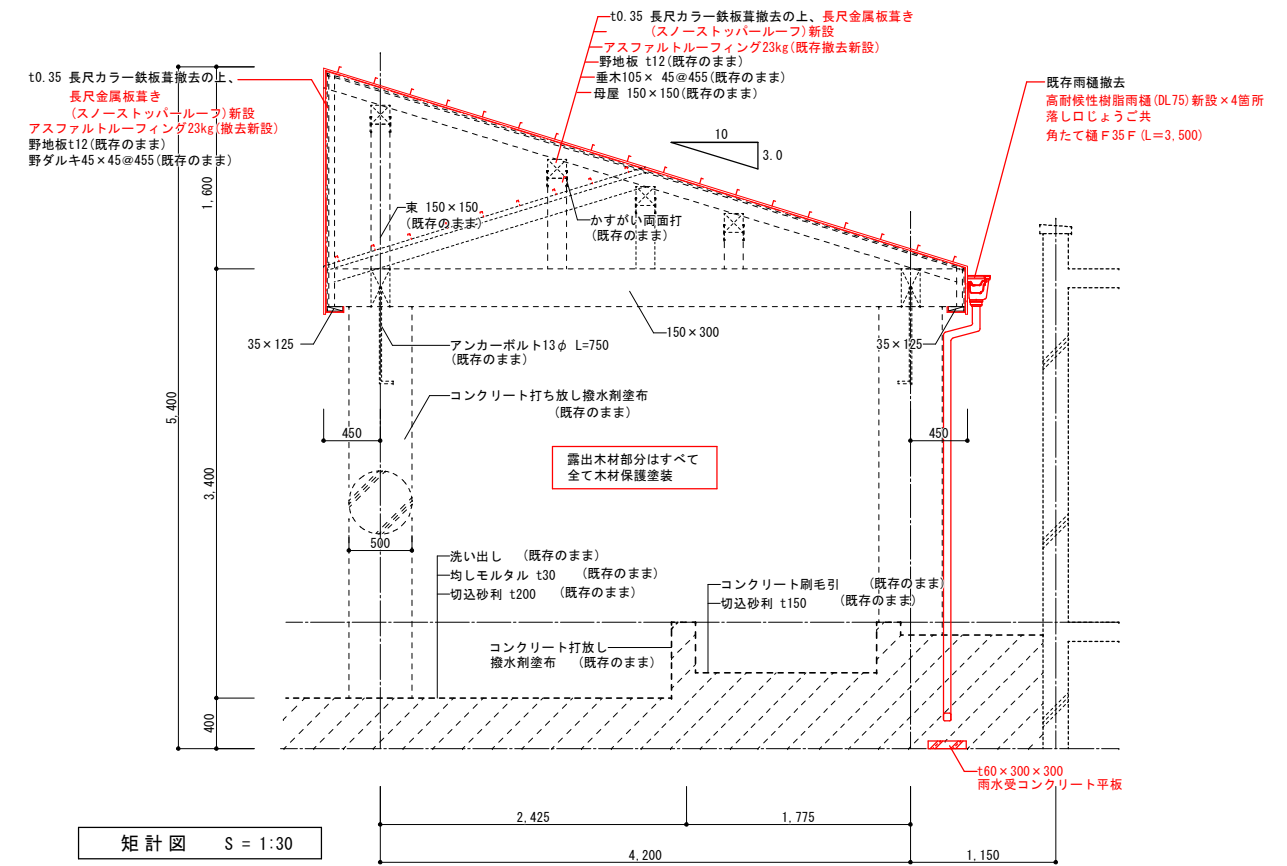 t0.35 長尺カラー鉄板葺撤去の上、長尺金属板葺き
(スノーストッパールーフ)新設
アスファルトルーフィング23kg(既存撤去新設)
野地板 t12(既存のまま)
垂木105× 45@455(既存のまま)
母屋 150×150(既存のまま)
t0.35 長尺カラー鉄板葺撤去の上、
長尺金属板葺き
(スノーストッパールーフ)新設
アスファルトルーフィング23kg(撤去新設)
野地板t12(既存のまま)
野ダルキ45×45@455(既存のまま)
既存雨樋撤去
高耐候性樹脂雨樋(DL75)新設×4箇所
落し口じょうご共
角たて樋F35F(L=3,500)
10
3.0
1,600
束 150×150
(既存のまま)
かすがい両面打
(既存のまま)
35×125
アンカーボルト13φ L=750
(既存のまま)
150×300
35×125
コンクリート打ち放し撥水剤塗布
(既存のまま)
5,400
450
450
露出木材部分はすべて
全て木材保護塗装
3,400
500
洗い出し (既存のまま)
均しモルタル t30 (既存のまま)
切込砂利 t200 (既存のまま)
コンクリート刷毛引 (既存のまま)
切込砂利 t150 (既存のまま)
コンクリート打放し
撥水剤塗布 (既存のまま)
400
t60×300×300
雨水受コンクリート平板
2,425
1,775
4,200
1,150
矩計図 S = 1:30